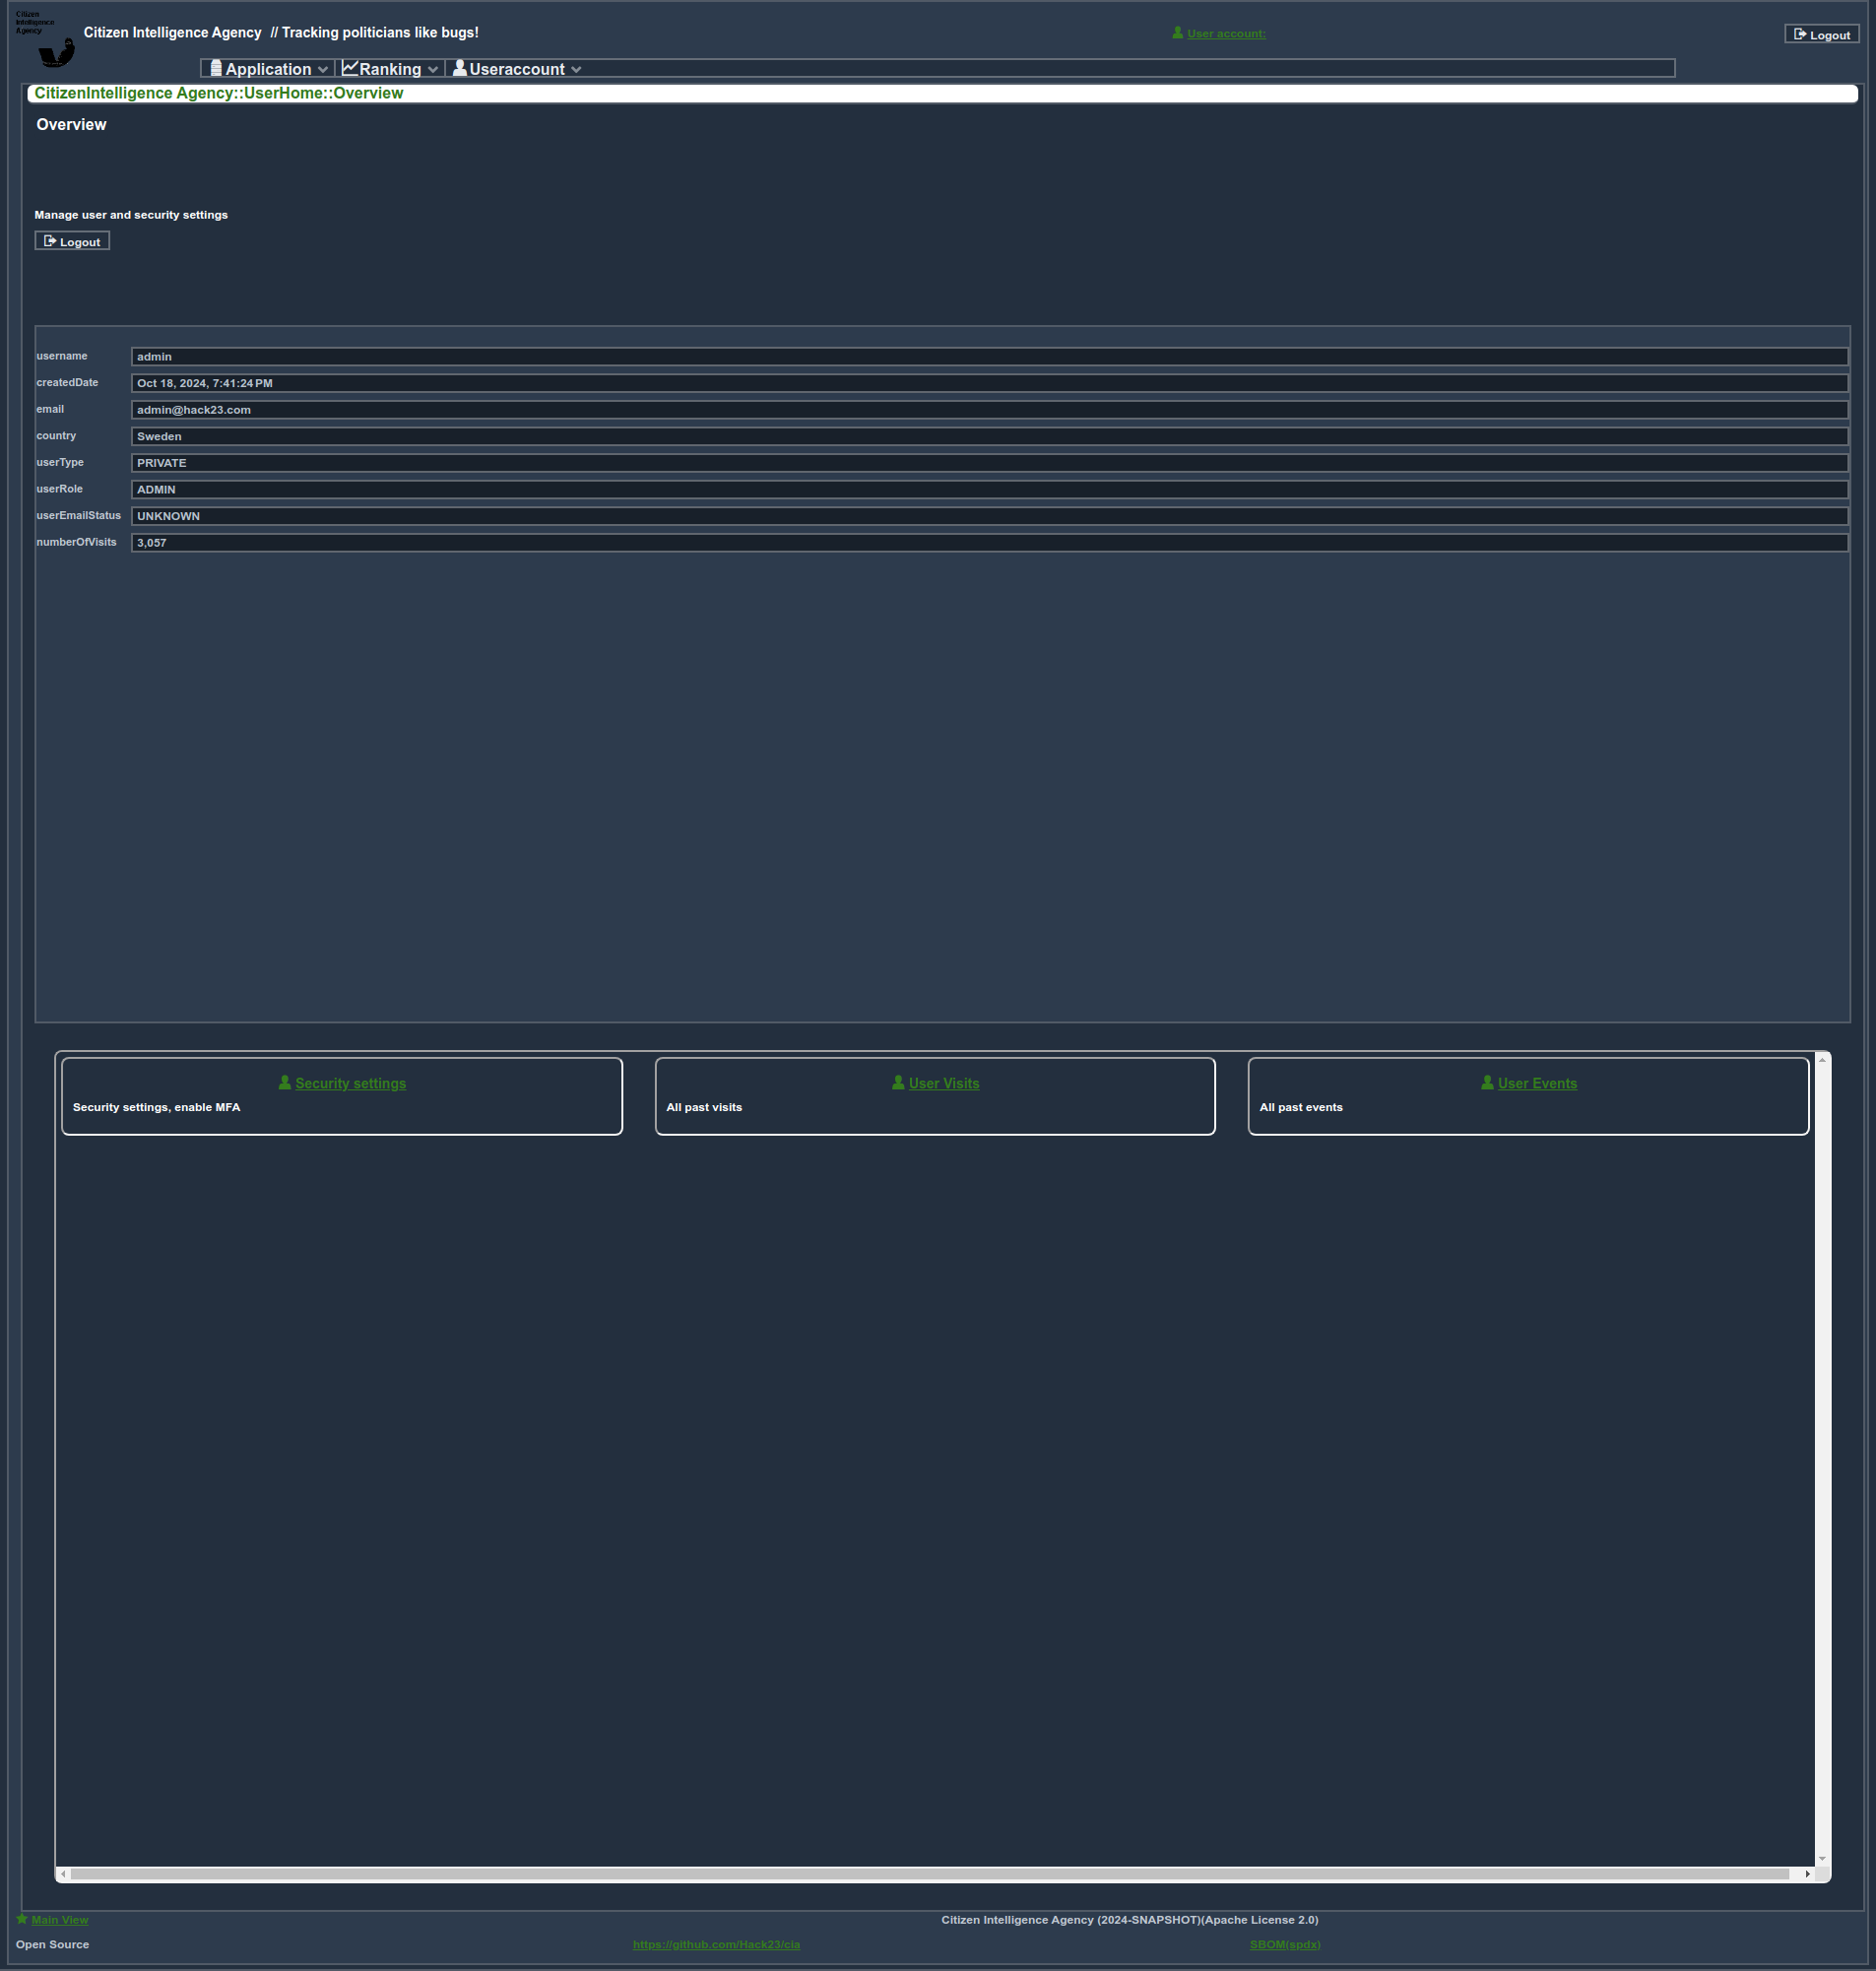 Citizen
Intelligence
Agency
Citizen Intelligence Agency // Tracking politicians like bugs!
User account:
Logout
Application
Ranking
Useraccount
CitizenIntelligence Agency::UserHome::Overview
Overview
Manage user and security settings
Logout
username admin
createdDate Oct 18, 2024, 7:41:24 PM
email admin@hack23.com
country Sweden
userType PRIVATE
userRole ADMIN
userEmailStatus UNKNOWN
numberOfVisits 3,057
Security settings
Security settings, enable MFA
User Visits
All past visits
User Events
All past events
Main View
Citizen Intelligence Agency (2024-SNAPSHOT)(Apache License 2.0)
Open Source
https://github.com/Hack23/cia
SBOM(spdx)